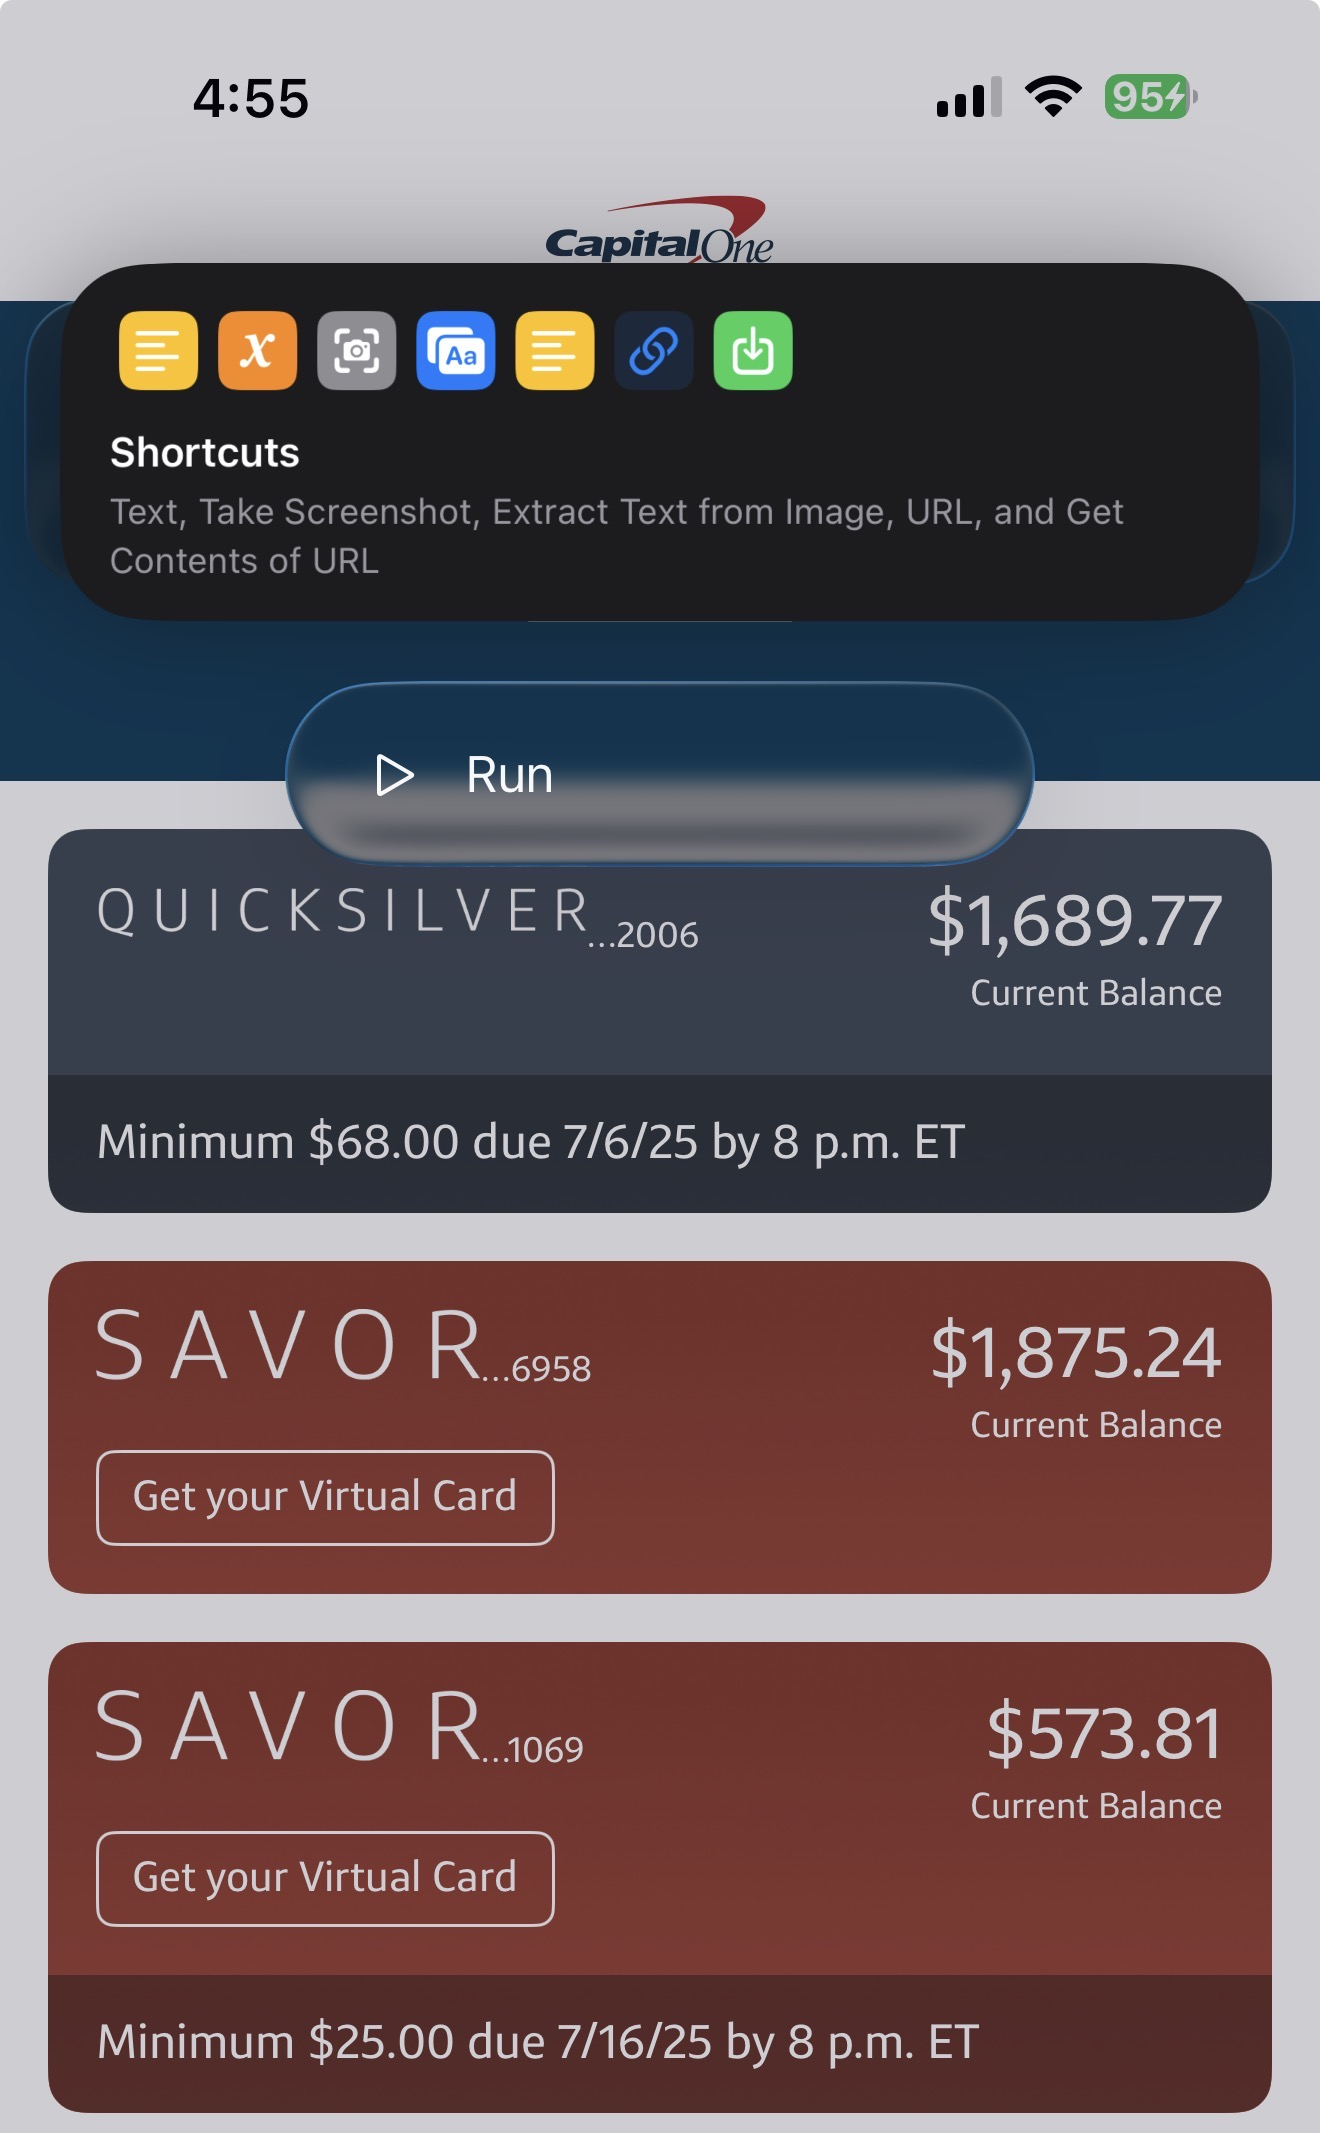 4:55
95
Capital One
x
Aa
Shortcuts
Text, Take Screenshot, Extract Text from Image, URL, and Get
Contents of URL
Run
QUICKSILVER...2006
$1,689.77
Current Balance
Minimum $68.00 due 7/6/25 by 8 p.m. ET
SAVOR...6958
$1,875.24
Current Balance
Get your Virtual Card
SAVOR...1069
$573.81
Current Balance
Get your Virtual Card
Minimum $25.00 due 7/16/25 by 8 p.m. ET